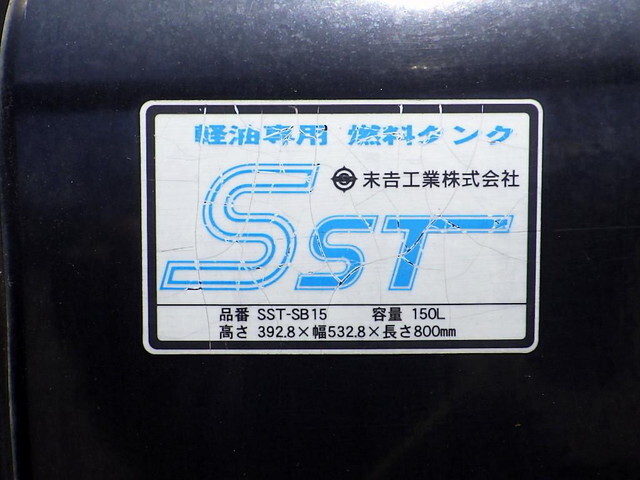 軽油専用 燃料タンク
末吉工業株式会社
SST
品番 SST-SB15 容量 150L
高さ 392.8×幅532.8×長さ800mm